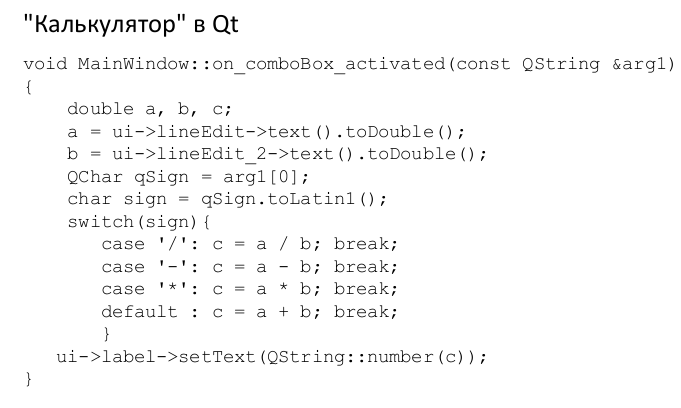 "Калькулятор" в Qt
void MainWindow::on_comboBox_activated(const QString &arg1)
{
    double a, b, c;
    a = ui->lineEdit->text().toDouble();
    b = ui->lineEdit_2->text().toDouble();
    QChar qSign = arg1[0];
    char sign = qSign.toLatin1();
    switch(sign){
       case '/': c = a / b; break;
       case '-': c = a - b; break;
       case '*': c = a * b; break;
       default : c = a + b; break;
       }
   ui->label->setText(QString::number(c));
}